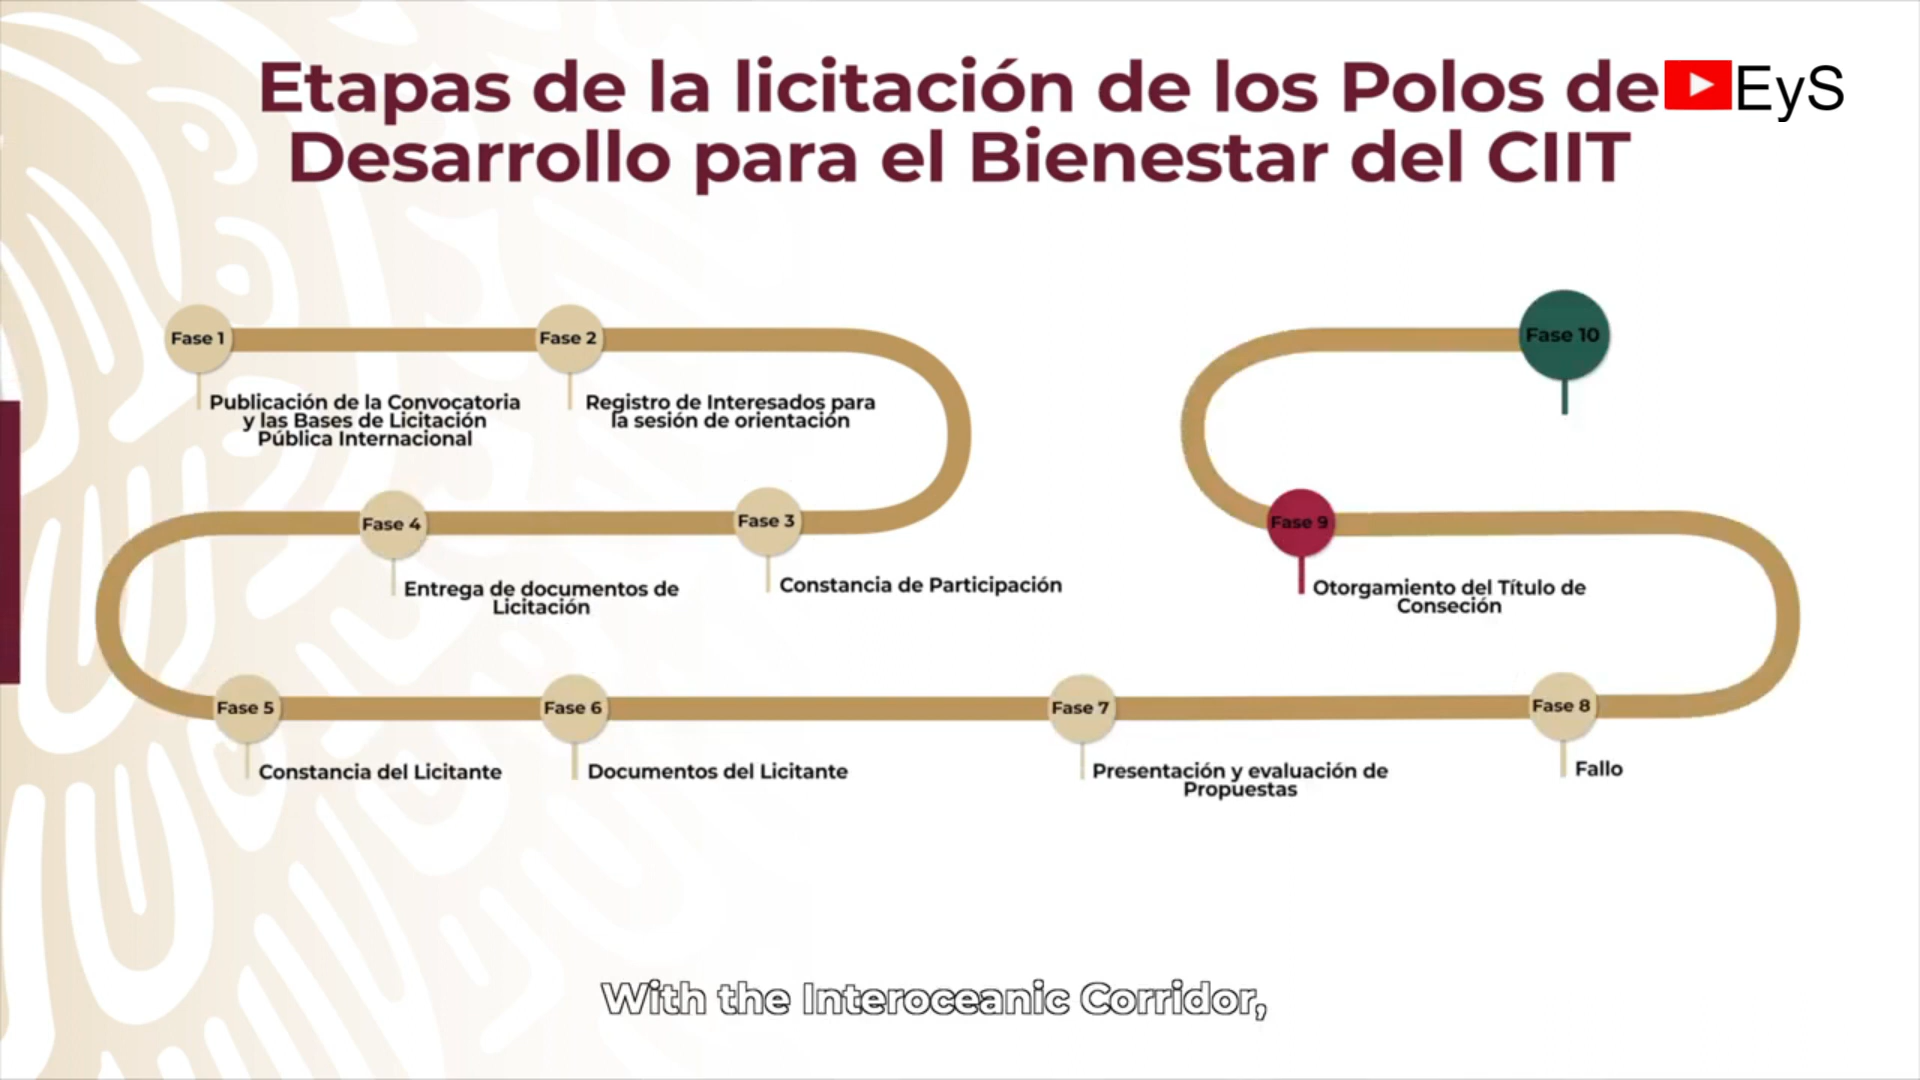 Etapas de la licitación de los Polos de
Desarrollo para el Bienestar del CIIT
EyS
Fase 1
Publicación de la Convocatoria
y las Bases de Licitación
Pública Internacional
Fase 2
Registro de Interesados para
la sesión de orientación
Fase 3
Constancia de Participación
Fase 4
Entrega de documentos de
Licitación
Fase 5
Constancia del Licitante
Fase 6
Documentos del Licitante
Fase 7
Presentación y evaluación de
Propuestas
Fase 8
Fallo
Fase 9
Otorgamiento del Título de
Conseción
Fase 10
With the Interoceanic Corridor,